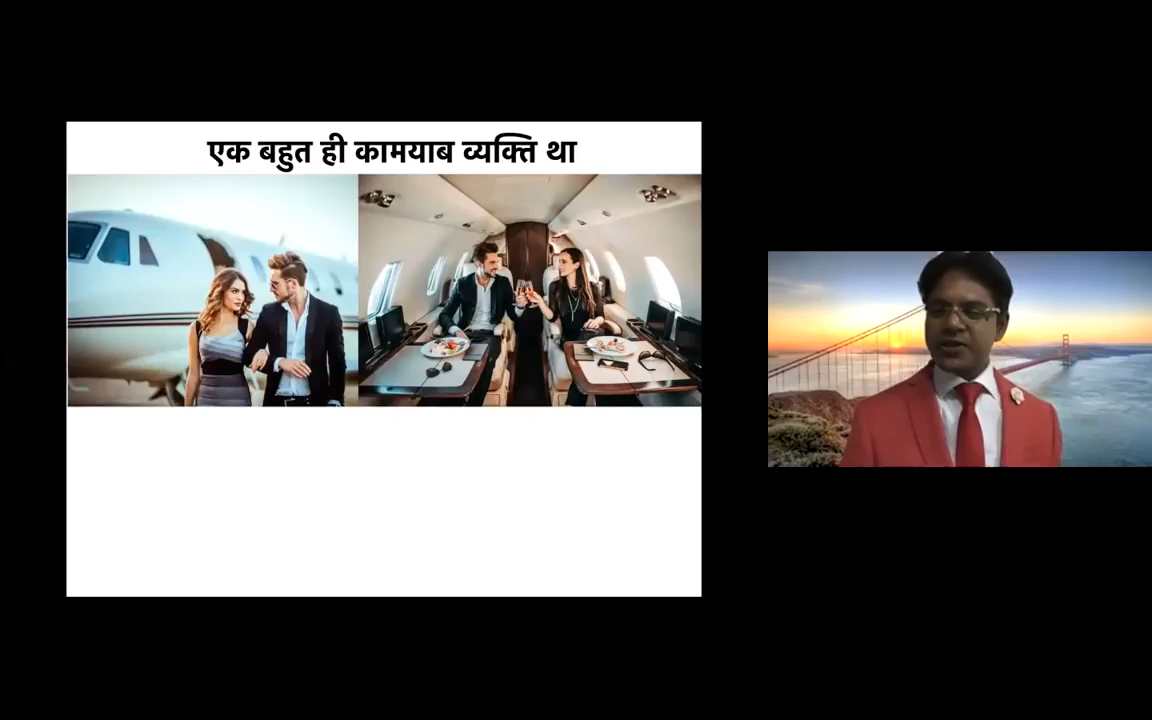 एक बहुत ही कामयाब व्यक्ति था